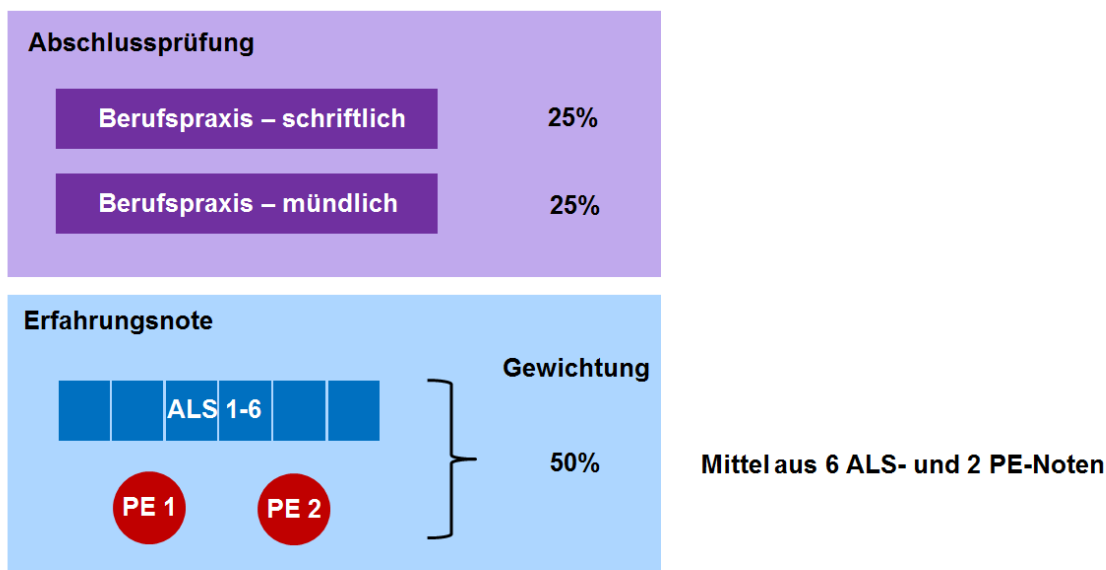 Abschlussprüfung
Berufspraxis – schriftlich 25%
Berufspraxis – mündlich 25%
Erfahrungsnote
Gewichtung
ALS 1-6
50% Mittel aus 6 ALS- und 2 PE-Noten
PE 1 PE 2